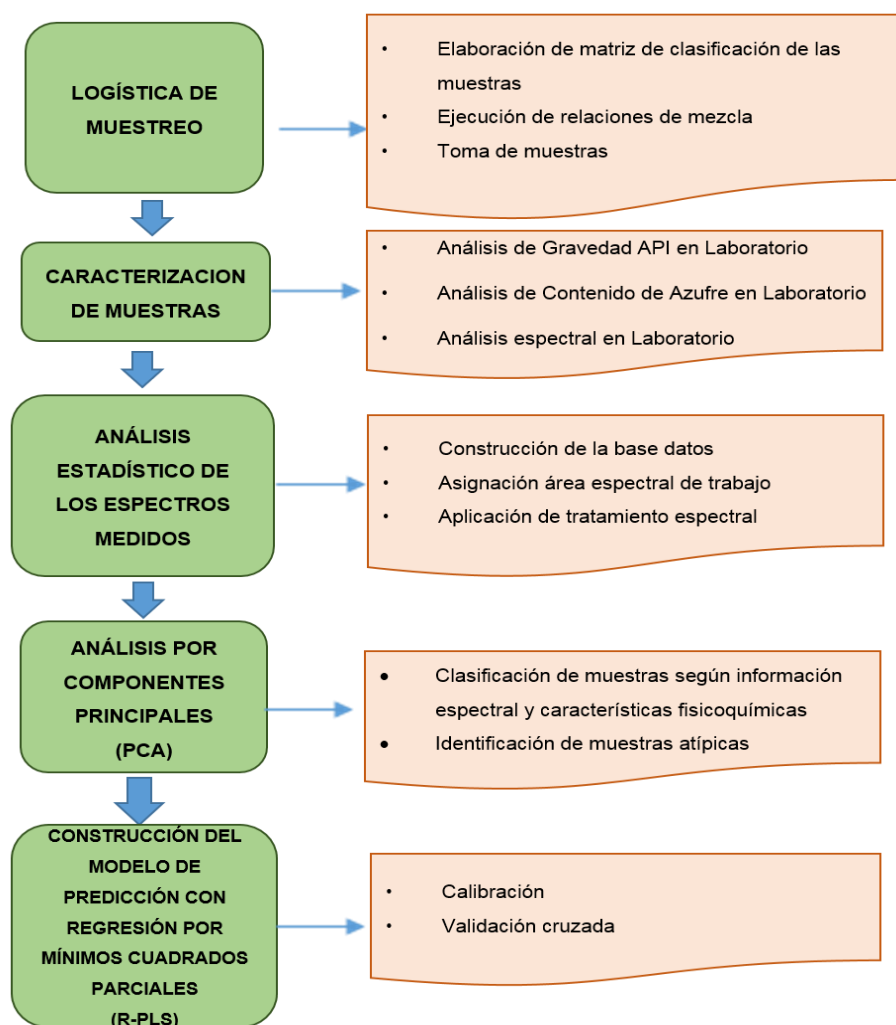 LOGÍSTICA DE
MUESTREO
• Elaboración de matriz de clasificación de las
muestras
• Ejecución de relaciones de mezcla
• Toma de muestras
CARACTERIZACION
DE MUESTRAS
• Análisis de Gravedad API en Laboratorio
• Análisis de Contenido de Azufre en Laboratorio
• Análisis espectral en Laboratorio
ANÁLISIS
ESTADÍSTICO DE
LOS ESPECTROS
MEDIDOS
• Construcción de la base datos
• Asignación área espectral de trabajo
• Aplicación de tratamiento espectral
ANÁLISIS POR
COMPONENTES
PRINCIPALES
(PCA)
• Clasificación de muestras según información
espectral y características fisicoquímicas
• Identificación de muestras atípicas
CONSTRUCCIÓN DEL
MODELO DE
PREDICCIÓN CON
REGRESIÓN POR
MÍNIMOS CUADRADOS
PARCIALES
(R-PLS)
• Calibración
• Validación cruzada